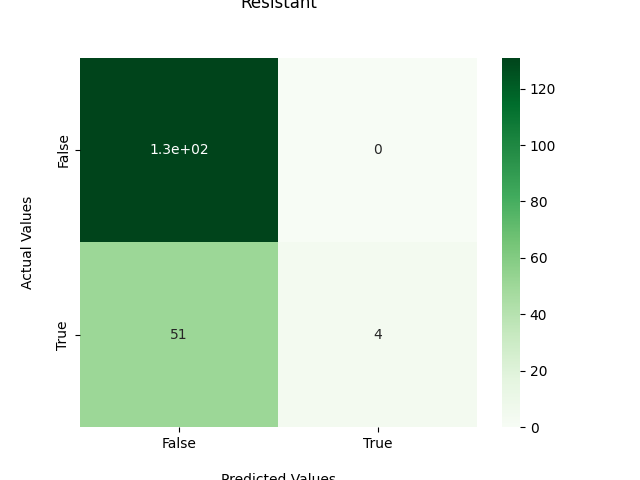 Resistant
120
1.3e+02 0
False
100
80
Actual Values
60
40
51 4
True
20
0
False True
Predicted Values